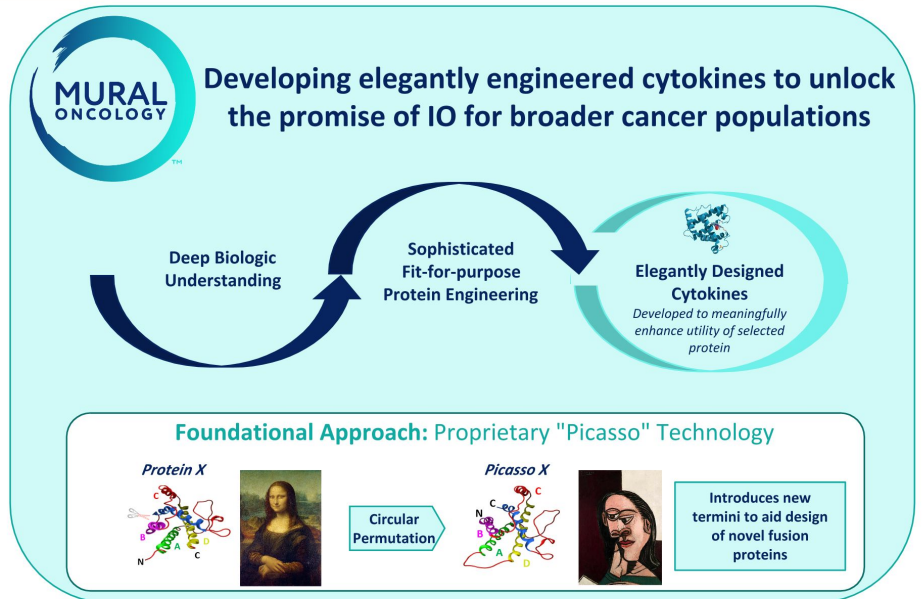 MURAL
ONCOLOGY
TM
Developing elegantly engineered cytokines to unlock
the promise of IO for broader cancer populations
Deep Biologic
Understanding
Sophisticated
Fit-for-purpose
Protein Engineering
Elegantly Designed
Cytokines
Developed to meaningfully
enhance utility of selected
protein
Foundational Approach: Proprietary "Picasso" Technology
Protein X
C
B
A
D
N
C
Circular
Permutation
Picasso X
C
C
N
B
A
D
Introduces new
termini to aid design
of novel fusion
proteins